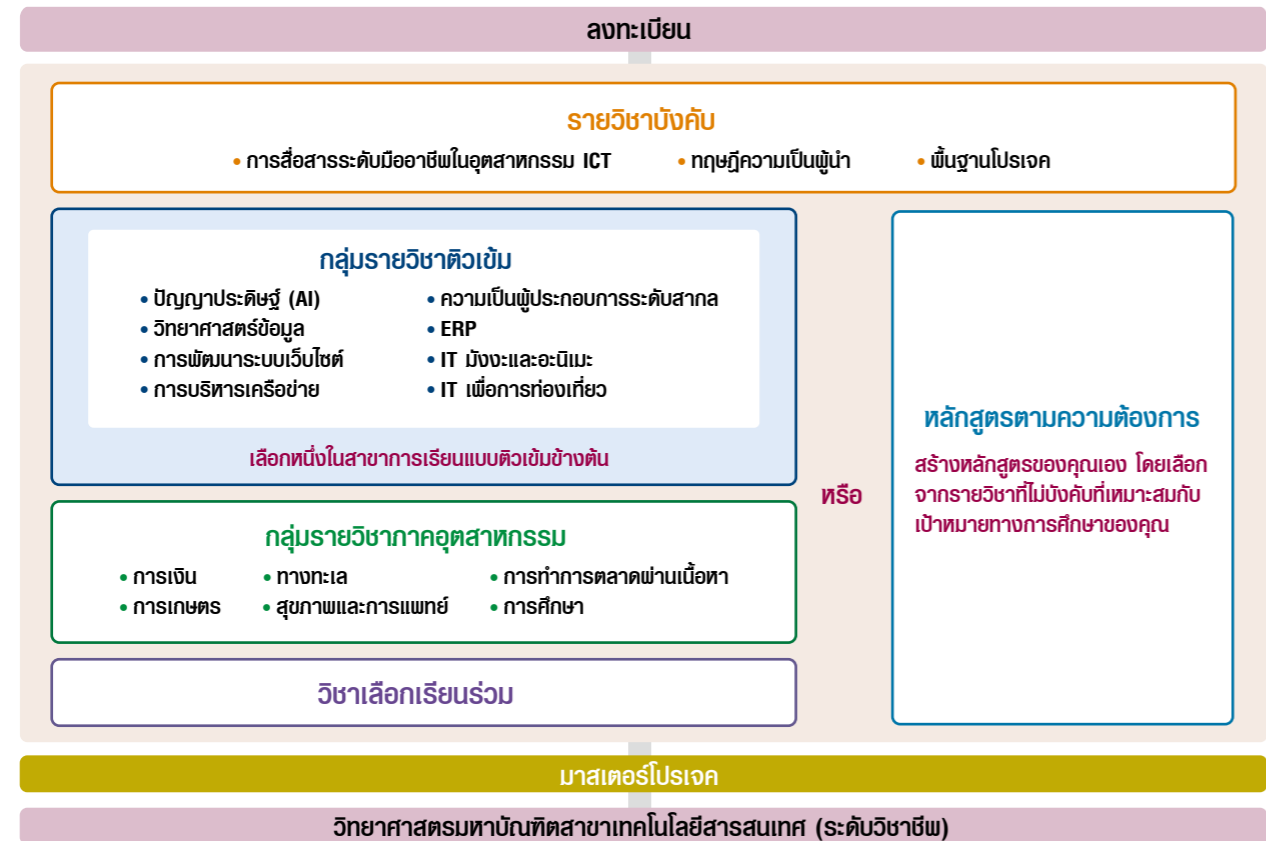 ลงทะเบียน
รายวิชาบังคับ
• การสื่อสารระดับมืออาชีพในอุตสาหกรรม ICT • ทฤษฎีความเป็นผู้นำ • พื้นฐานโปรเจค
กลุ่มรายวิชาติวเข้ม
• ปัญญาประดิษฐ์ (AI)
• วิทยาศาสตร์ข้อมูล
• การพัฒนาระบบเว็บไซต์
• การบริหารเครือข่าย
• ความเป็นผู้ประกอบการระดับสากล
• ERP
• IT มังงะและอะนิเมะ
• IT เพื่อการท่องเที่ยว
เลือกหนึ่งในสาขาการเรียนแบบติวเข้มข้างต้น
กลุ่มรายวิชาภาคอุตสาหกรรม
• การเงิน • ทางทะเล • การทำการตลาดผ่านเนื้อหา
• การเกษตร • สุขภาพและการแพทย์ • การศึกษา
วิชาเลือกเรียนร่วม
หรือ
หลักสูตรตามความต้องการ
สร้างหลักสูตรของคุณเอง โดยเลือก
จากรายวิชาที่ไม่บังคับที่เหมาะสมกับ
เป้าหมายทางการศึกษาของคุณ
มาสเตอร์โปรเจค
วิทยาศาสตรมหาบัณฑิตสาขาเทคโนโลยีสารสนเทศ (ระดับวิชาชีพ)